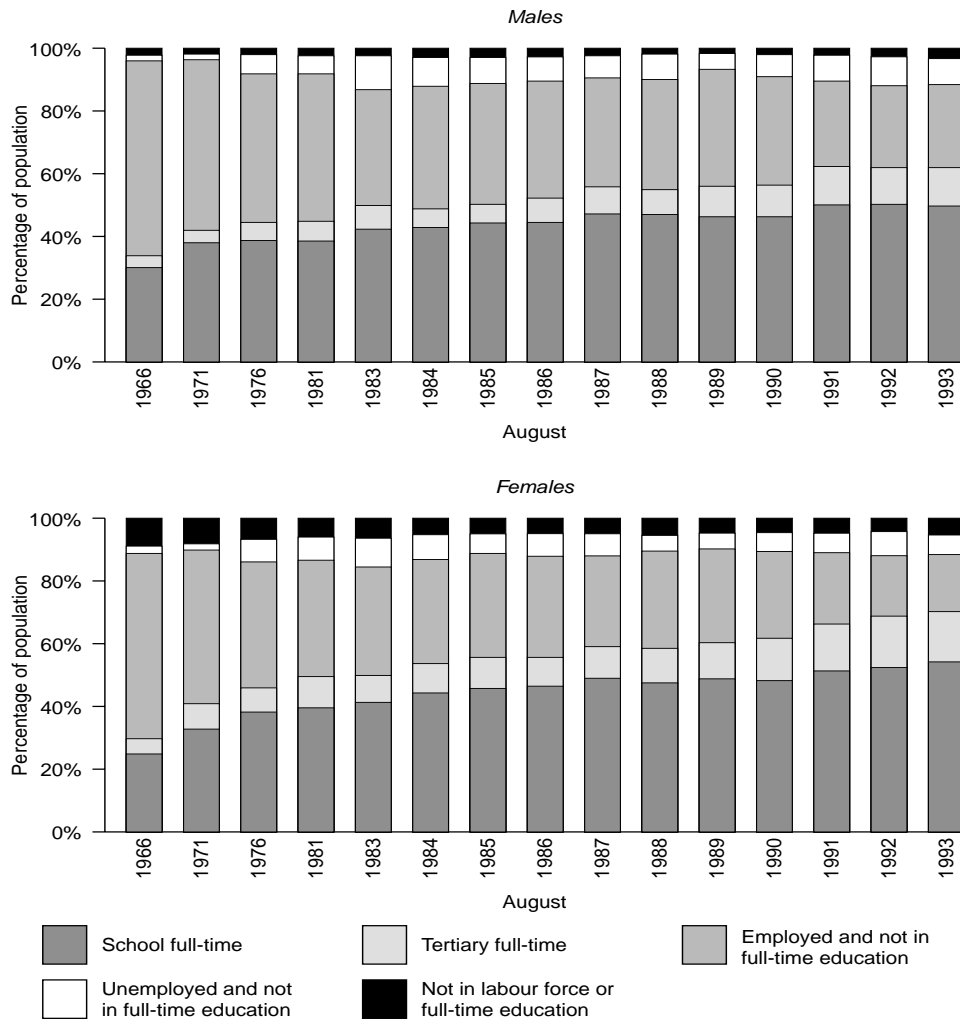 Males
100%
80%
60%
40%
20%
0%
Percentage of population
1966 1971 1976 1981 1983 1984 1985 1986 1987 1988 1989 1990 1991 1992 1993
August
Females
100%
80%
60%
40%
20%
0%
Percentage of population
1966 1971 1976 1981 1983 1984 1985 1986 1987 1988 1989 1990 1991 1992 1993
August
School full-time
Tertiary full-time
Employed and not in
full-time education
Unemployed and not
in full-time education
Not in labour force or
full-time education